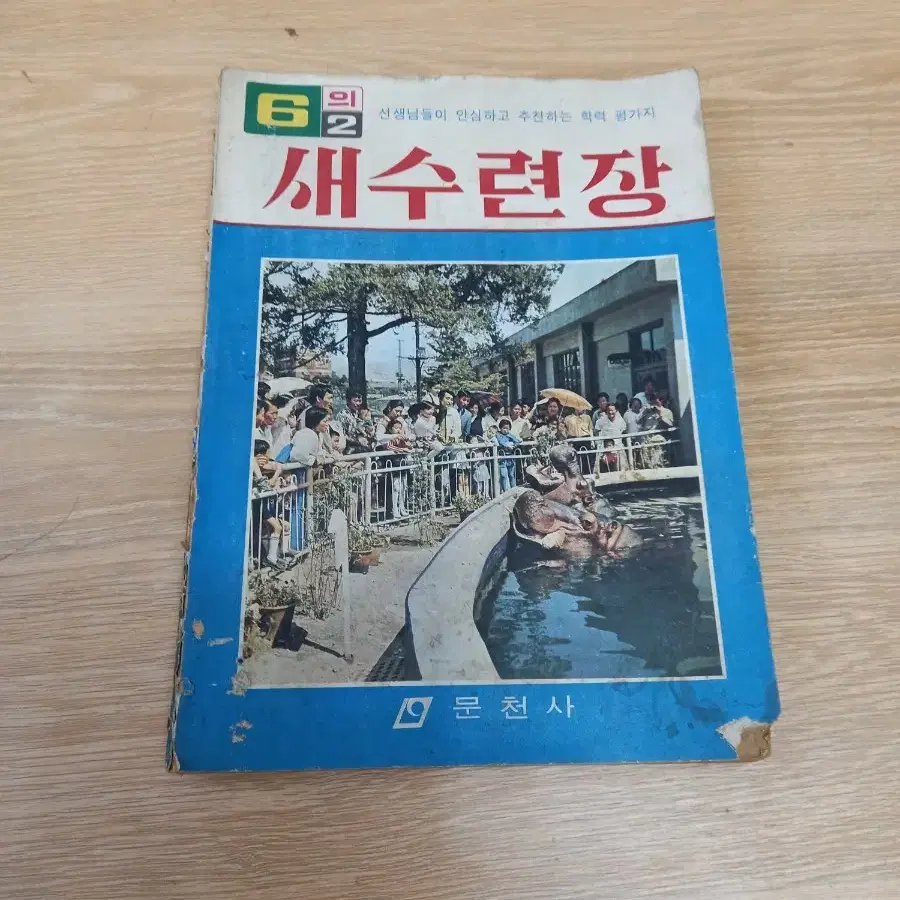 6의2
선생님들이 안심하고 추천하는 학력 평가지
새수련장
문천사